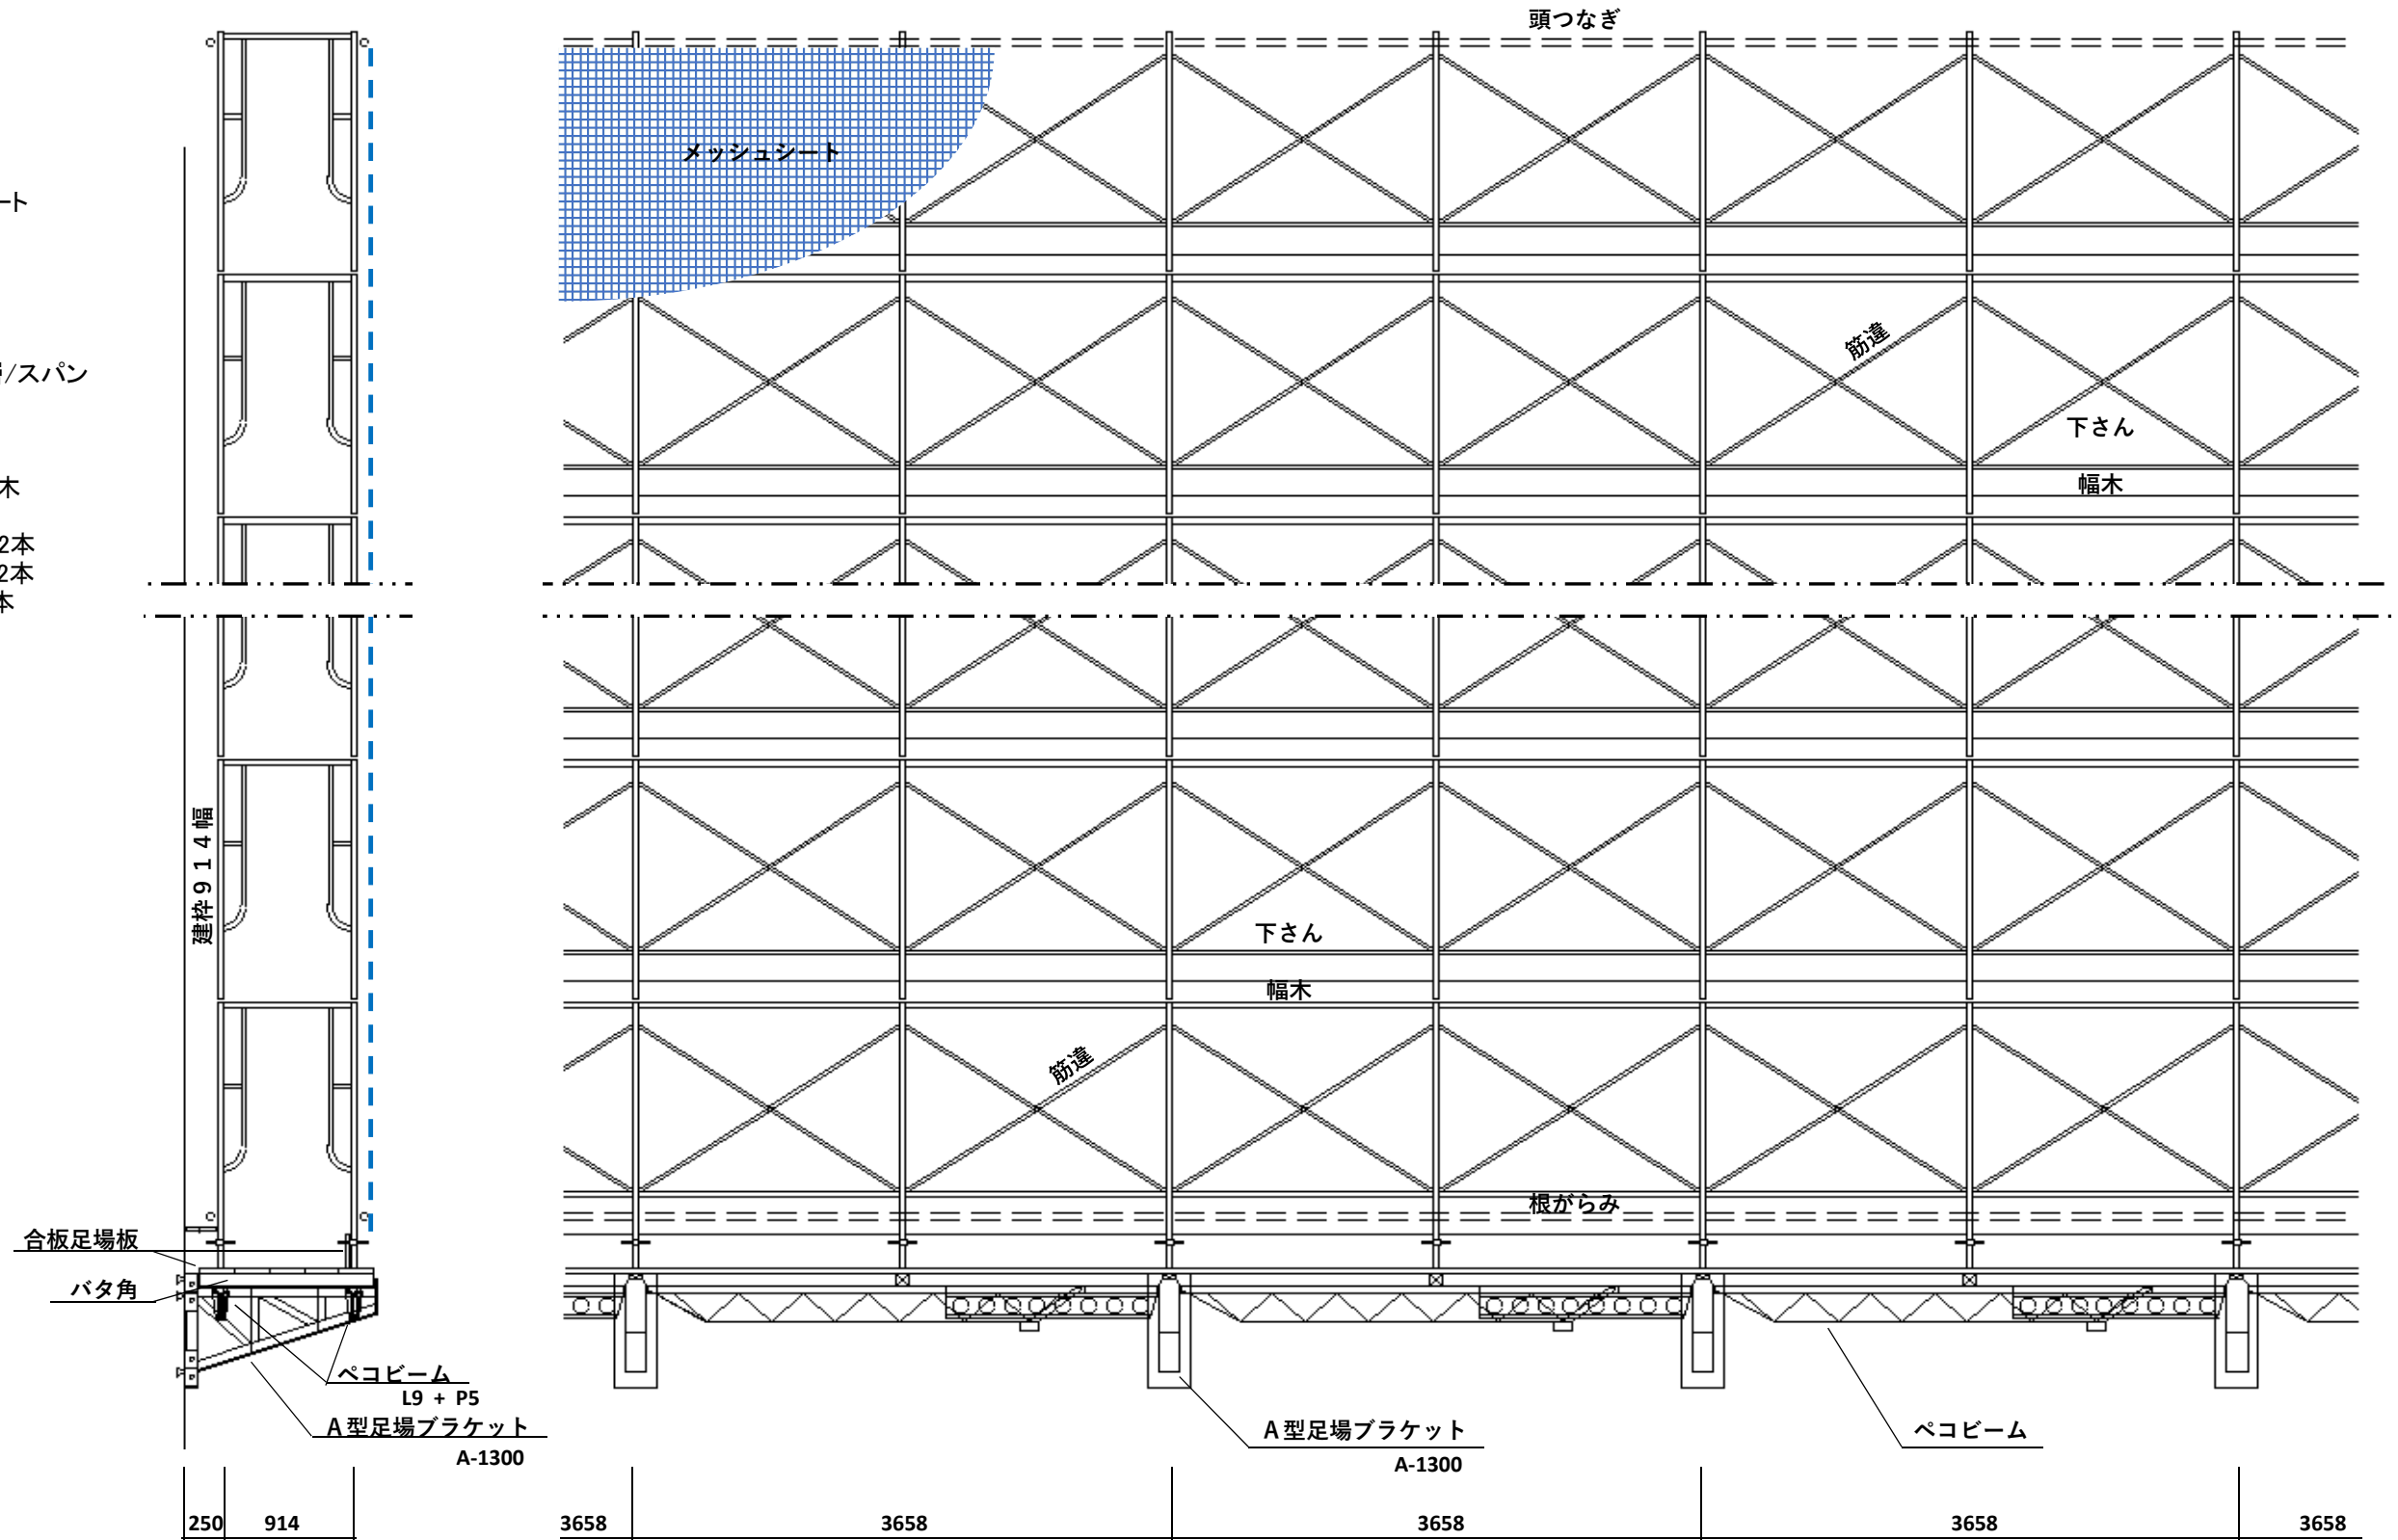 頭つなぎ
メッシュシート
ート
筋違
/スパン
下さん
木
幅木
2本
2本
本
建枠９１４幅
下さん
幅木
筋違
根がらみ
合板足場板
バタ角
ペコビーム
L9 + P5
Ａ型足場ブラケット
A-1300
Ａ型足場ブラケット
A-1300
ペコビーム
250 914 3658 3658 3658 3658 3658